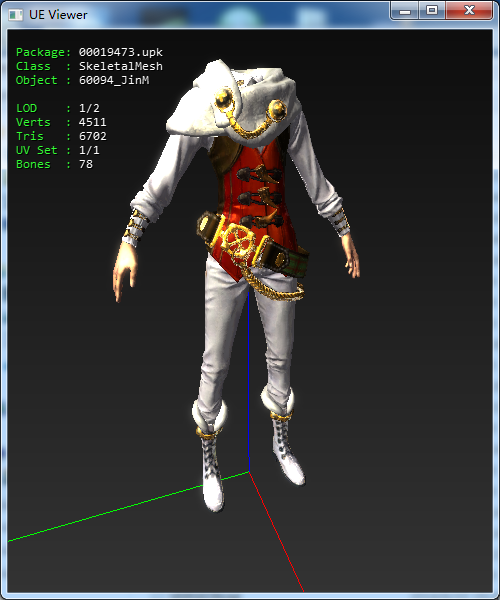 UE Viewer
Package: 00019473.upk
Class : SkeletalMesh
Object : 60094_JinM
LOD : 1/2
Verts : 4511
Tris : 6702
UV Set : 1/1
Bones : 78